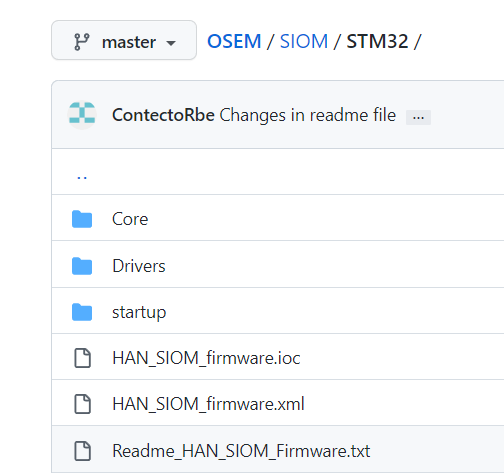 master OSEM / SIOM / STM32 /
ContectoRbe Changes in readme file ...
..
Core
Drivers
startup
HAN_SIOM_firmware.ioc
HAN_SIOM_firmware.xml
Readme_HAN_SIOM_Firmware.txt